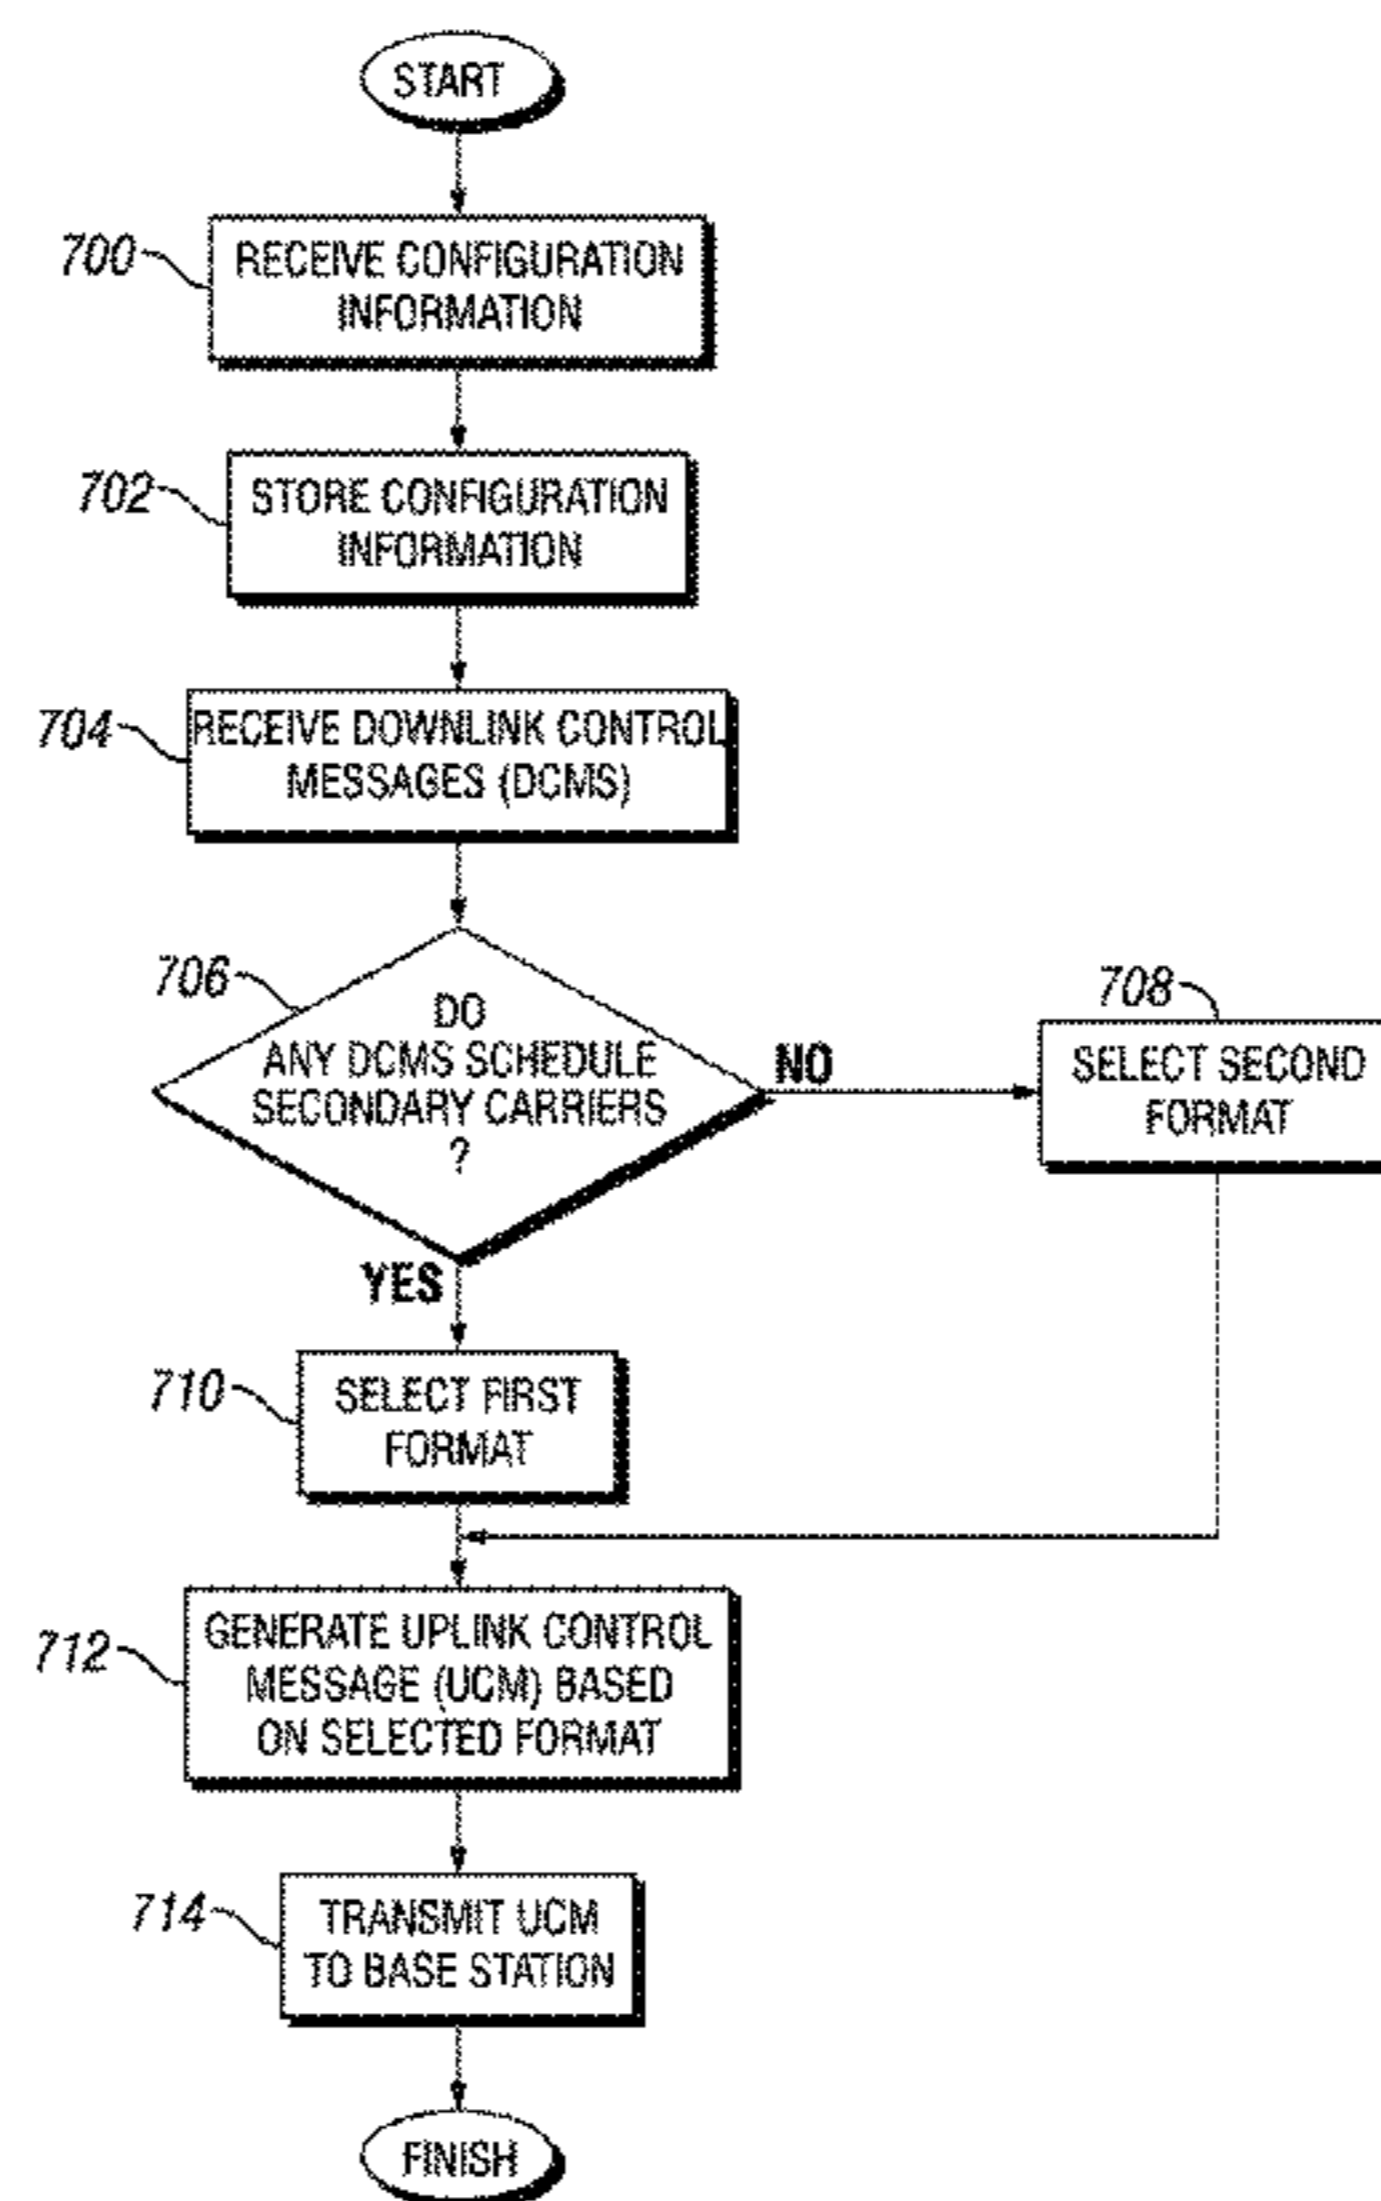 START
700
RECEIVE CONFIGURATION
INFORMATION
702
STORE CONFIGURATION
INFORMATION
704
RECEIVE DOWNLINK CONTROL
MESSAGES (DCMS)
706
DO
ANY DCMS SCHEDULE
SECONDARY CARRIERS
?
NO
708
SELECT SECOND
FORMAT
YES
710
SELECT FIRST
FORMAT
712
GENERATE UPLINK CONTROL
MESSAGE (UCM) BASED
ON SELECTED FORMAT
714
TRANSMIT UCM
TO BASE STATION
FINISH